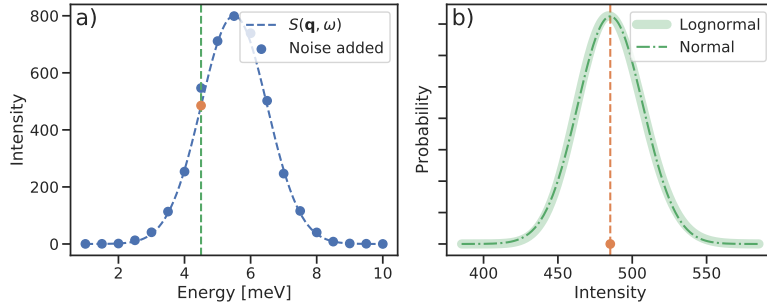 a)
S(q, ω)
Noise added
800
600
400
200
0
Intensity
2
4
6
8
10
Energy [meV]
b)
Lognormal
Normal
Probability
400
450
500
550
Intensity